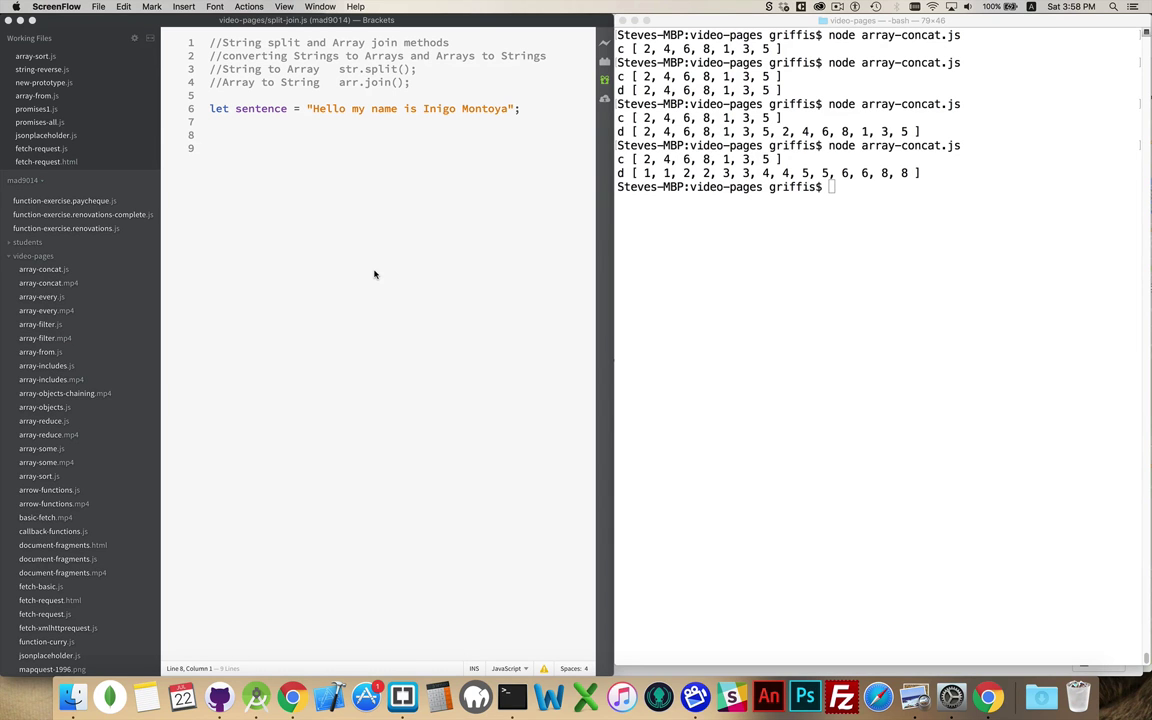 ScreenFlow File Edit Mark Insert Font Actions View Window Help
100% Sat 3:58 PM
video-pages/split-join.js (mad9014) — Brackets
Working Files
array-sort.js
string-reverse.js
new-prototype.js
array-from.js
promises1.js
promises-all.js
jsonplaceholder.js
fetch-request.js
fetch-request.html
mad9014
function-exercise.paycheque.js
function-exercise.renovations-complete.js
function-exercise.renovations.js
students
video-pages
array-concat.js
array-concat.mp4
array-every.js
array-every.mp4
array-filter.js
array-filter.mp4
array-from.js
array-includes.js
array-includes.mp4
array-objects-chaining.mp4
array-objects.js
array-reduce.js
array-reduce.mp4
array-some.js
array-some.mp4
array-sort.js
arrow-functions.js
arrow-functions.mp4
basic-fetch.mp4
callback-functions.js
document-fragments.html
document-fragments.js
document-fragments.mp4
fetch-basic.js
fetch-request.html
fetch-request.js
fetch-xmlhttprequest.js
function-curry.js
jsonplaceholder.js
mapquest-1996.png
1 //String split and Array join methods
2 //converting Strings to Arrays and Arrays to Strings
3 //String to Array str.split();
4 //Array to String arr.join();
5
6 let sentence = "Hello my name is Inigo Montoya";
7
8
9
Line 8, Column 1 — 9 Lines
INS JavaScript Spaces: 4
video-pages — -bash — 79×46
Steves-MBP:video-pages griffis$ node array-concat.js
c [ 2, 4, 6, 8, 1, 3, 5 ]
Steves-MBP:video-pages griffis$ node array-concat.js
c [ 2, 4, 6, 8, 1, 3, 5 ]
d [ 2, 4, 6, 8, 1, 3, 5 ]
Steves-MBP:video-pages griffis$ node array-concat.js
c [ 2, 4, 6, 8, 1, 3, 5 ]
d [ 2, 4, 6, 8, 1, 3, 5, 2, 4, 6, 8, 1, 3, 5 ]
Steves-MBP:video-pages griffis$ node array-concat.js
c [ 2, 4, 6, 8, 1, 3, 5 ]
d [ 1, 1, 2, 2, 3, 3, 4, 4, 5, 5, 6, 6, 8, 8 ]
Steves-MBP:video-pages griffis$
JUL
22
An
Ps